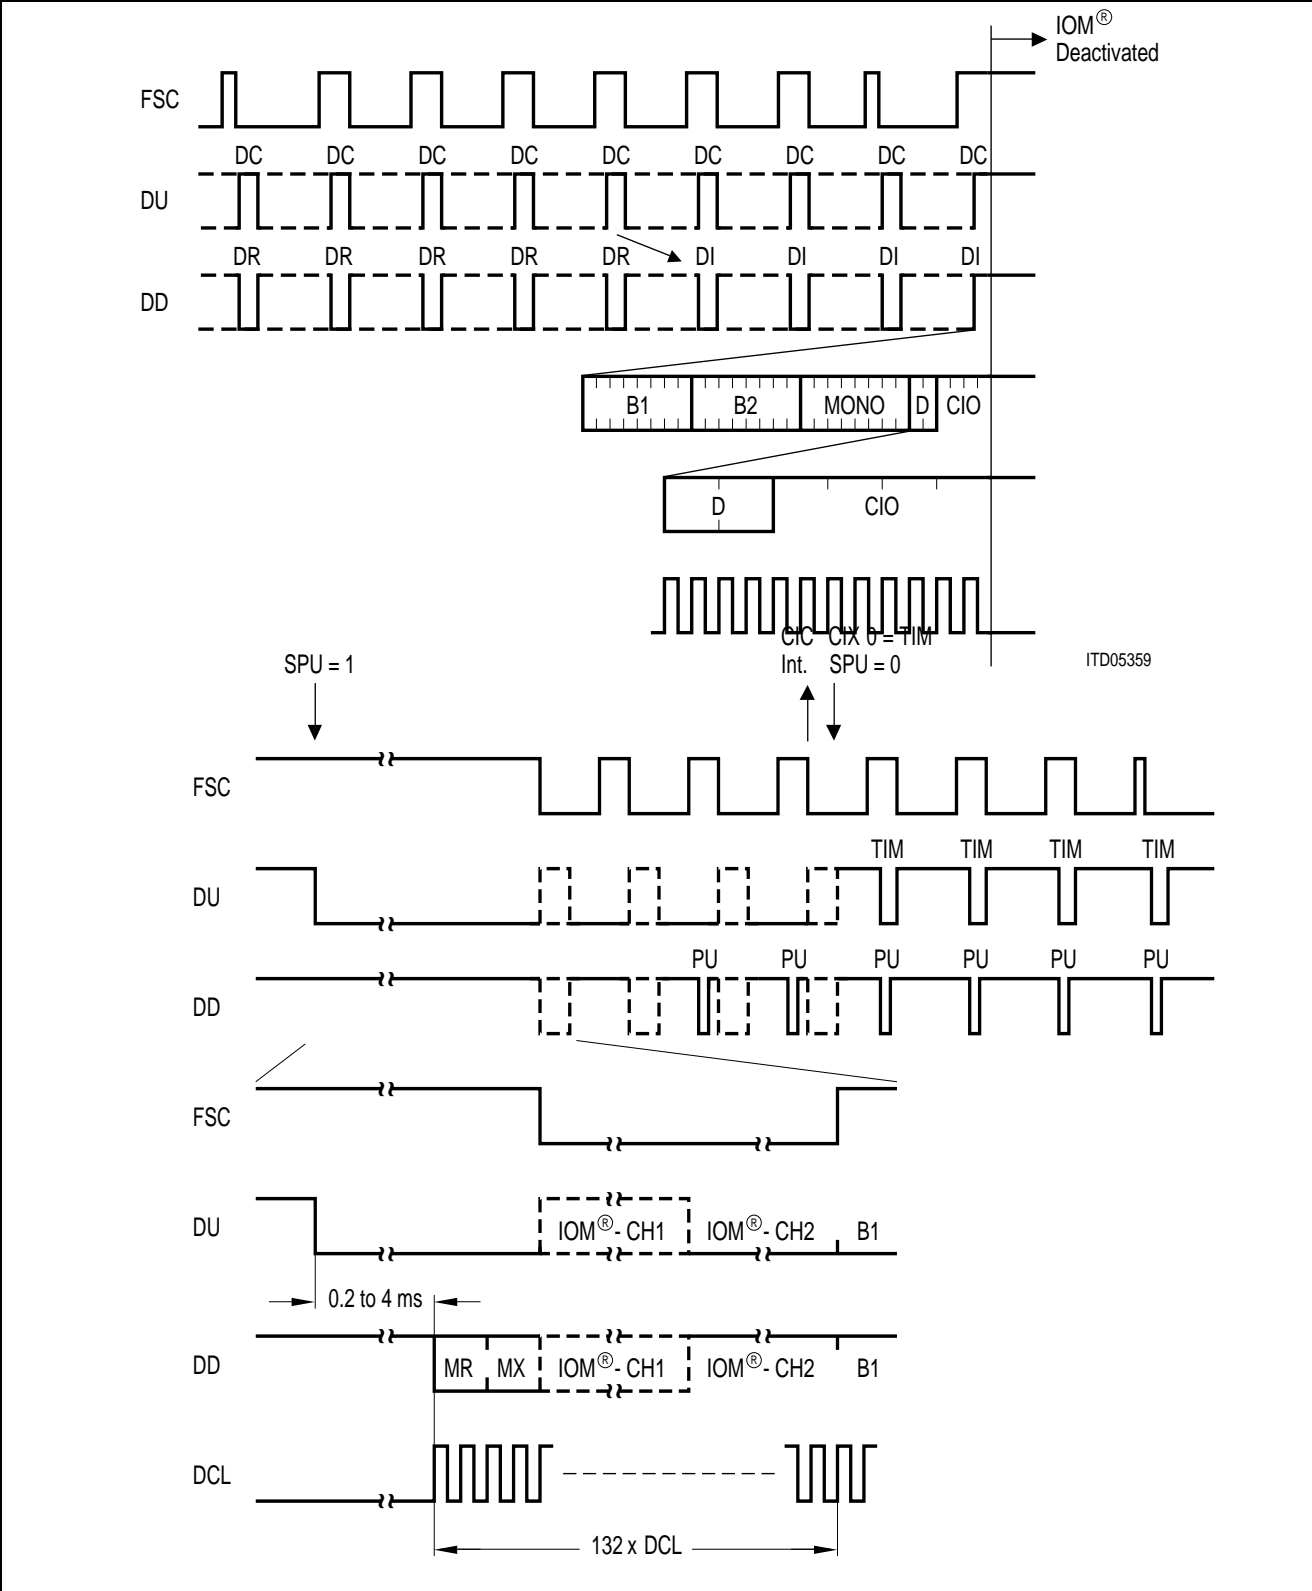 IOM®
Deactivated
FSC
DC DC DC DC DC DC DC DC DC
DU
DR DR DR DR DR DI DI DI DI
DD
B1 B2 MONO D CIO
D CIO
CIC CIX 0 = TIM
SPU = 1 Int. SPU = 0 ITD05359
FSC
TIM TIM TIM TIM
DU
PU PU PU PU PU PU
DD
FSC
DU IOM®- CH1 IOM®- CH2 B1
0.2 to 4 ms
DD MR MX IOM®- CH1 IOM®- CH2 B1
DCL
132 x DCL